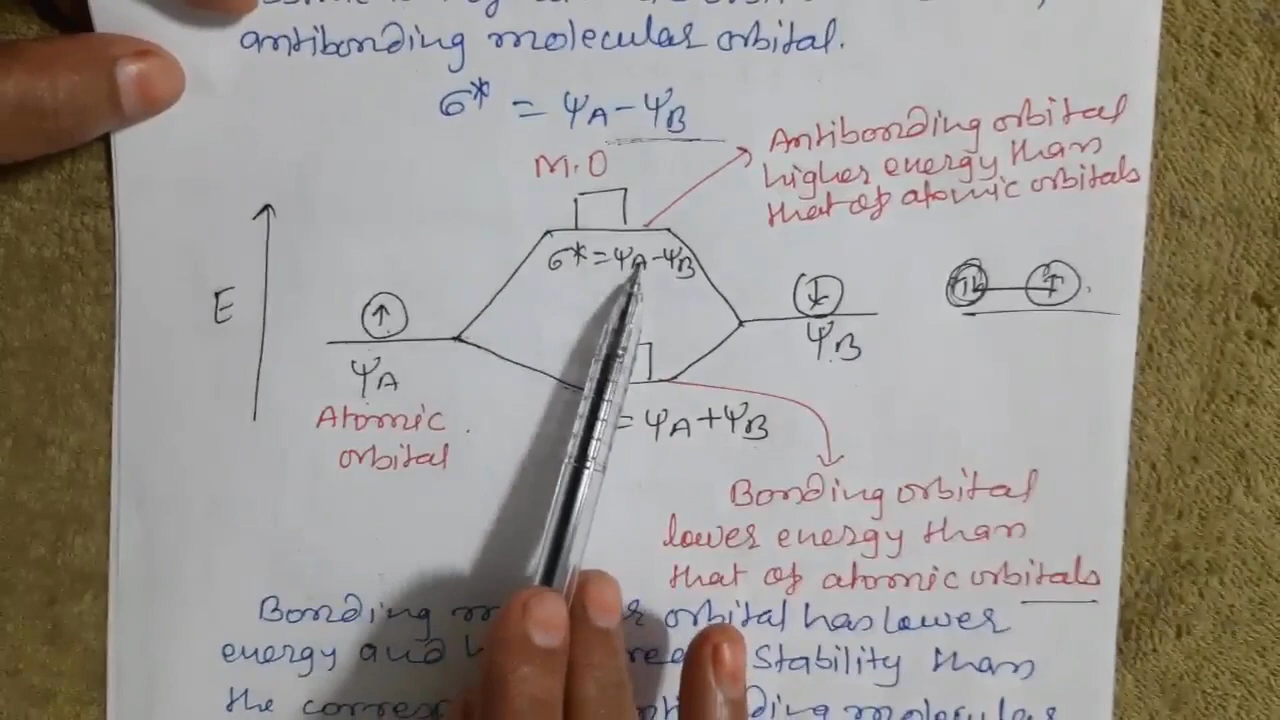 antibonding molecular orbital.
σ* = ψA - ψB
M.O
Antibonding orbital
higher energy than
that of atomic orbitals
σ* = ψA - ψB
E
↑
↓
ψA
ψB
Atomic
orbital
= ψA + ψB
Bonding orbital
lower energy than
that of atomic orbitals
Bonding orbital has lower
energy and stability than
the molecular